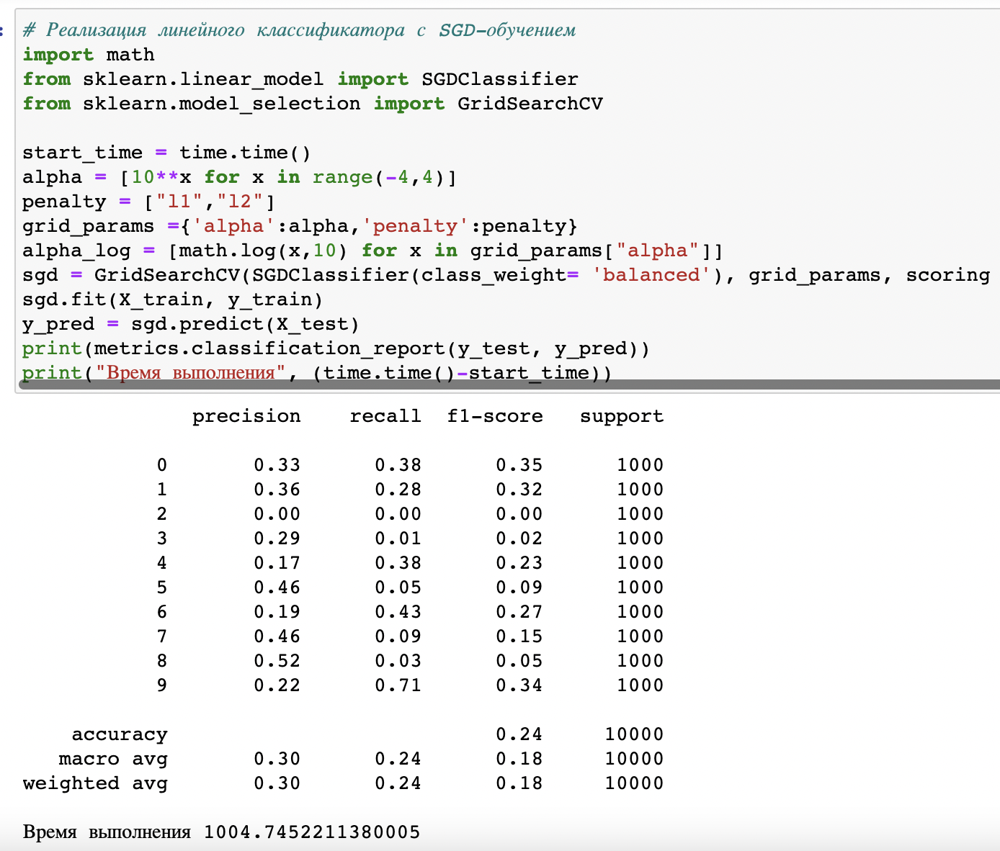 :
# Реализация линейного классификатора с SGD-обучением
import math
from sklearn.linear_model import SGDClassifier
from sklearn.model_selection import GridSearchCV
start_time = time.time()
alpha = [10**x for x in range(-4,4)]
penalty = ["l1","l2"]
grid_params ={'alpha':alpha,'penalty':penalty}
alpha_log = [math.log(x,10) for x in grid_params["alpha"]]
sgd = GridSearchCV(SGDClassifier(class_weight= 'balanced'), grid_params, scoring
sgd.fit(X_train, y_train)
y_pred = sgd.predict(X_test)
print(metrics.classification_report(y_test, y_pred))
print("Время выполнения", (time.time()-start_time))
precision recall f1-score support
0 0.33 0.38 0.35 1000
1 0.36 0.28 0.32 1000
2 0.00 0.00 0.00 1000
3 0.29 0.01 0.02 1000
4 0.17 0.38 0.23 1000
5 0.46 0.05 0.09 1000
6 0.19 0.43 0.27 1000
7 0.46 0.09 0.15 1000
8 0.52 0.03 0.05 1000
9 0.22 0.71 0.34 1000
accuracy 0.24 10000
macro avg 0.30 0.24 0.18 10000
weighted avg 0.30 0.24 0.18 10000
Время выполнения 1004.7452211380005